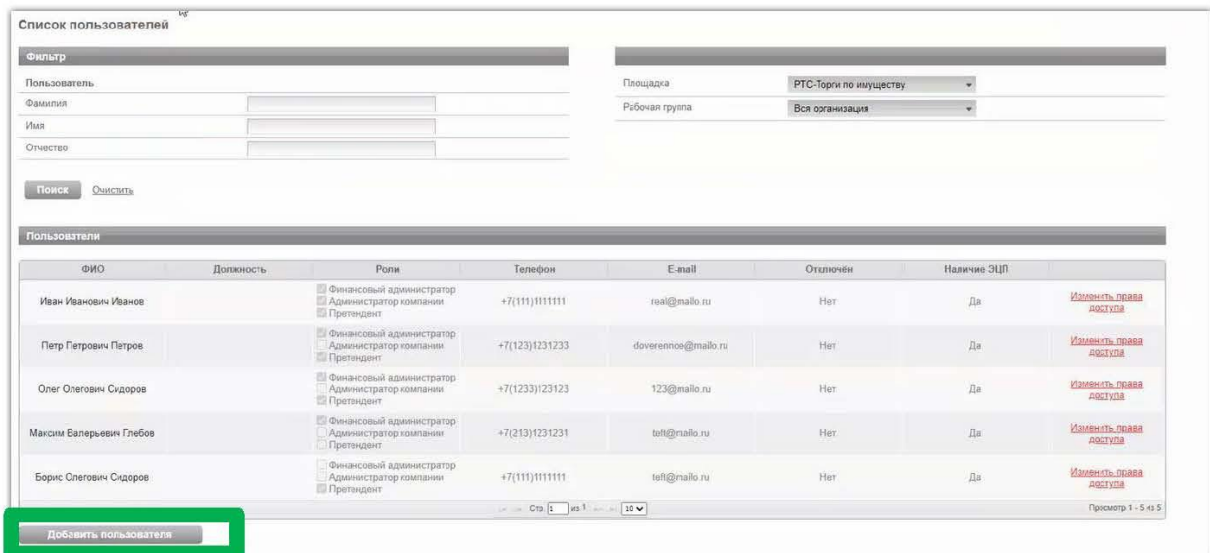 Список пользователей
Фильтр
Пользователь
Фамилия
Имя
Отчество
Площадка РТС-Торги по имуществу
Рабочая группа Вся организация
Поиск Очистить
Пользователи
ФИО Должность Роли Телефон E-mail Отключён Наличие ЭЦП
Финансовый администратор
Иван Иванович Иванов Администратор компании +7(111)1111111 real@mailo.ru Нет Да Изменить права доступа
Претендент
Финансовый администратор
Петр Петрович Петров Администратор компании +7(123)1231233 doverennoe@mailo.ru Нет Да Изменить права доступа
Претендент
Финансовый администратор
Олег Олегович Сидоров Администратор компании +7(1233)123123 123@mailo.ru Нет Да Изменить права доступа
Претендент
Финансовый администратор
Максим Валерьевич Глебов Администратор компании +7(213)1231231 Нет Да Изменить права доступа
Претендент
Финансовый администратор
Борис Олегович Сидоров Администратор компании +7(111)1111111 Нет Да Изменить права доступа
Претендент
Стр. 1 из 1 10 Просмотр 1 - 5 из 5
Добавить пользователя